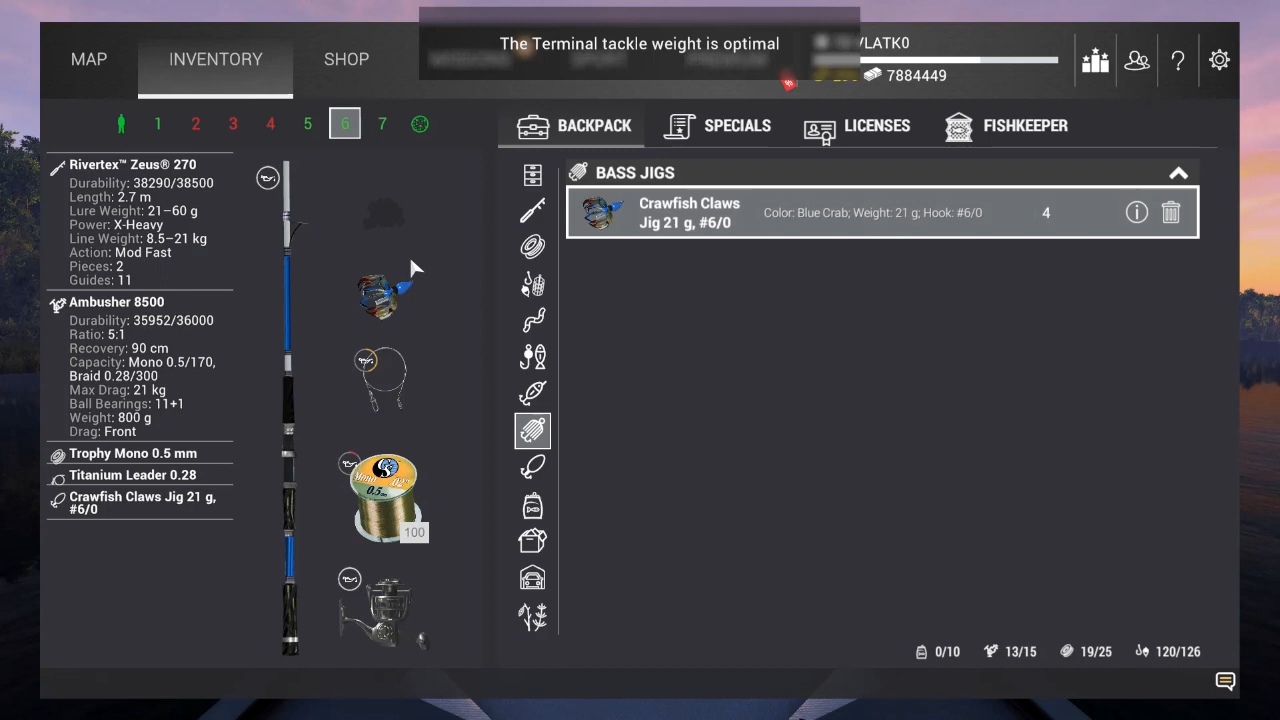 The Terminal tackle weight is optimal
MAP
INVENTORY
SHOP
VLATK0
7884449
1
2
3
4
5
6
7
BACKPACK
SPECIALS
LICENSES
FISHKEEPER
Rivertex™ Zeus® 270
Durability: 38290/38500
Length: 2.7 m
Lure Weight: 21–60 g
Power: X-Heavy
Line Weight: 8.5–21 kg
Action: Mod Fast
Pieces: 2
Guides: 11
Ambusher 8500
Durability: 35952/36000
Ratio: 5:1
Recovery: 90 cm
Capacity: Mono 0.5/170,
Braid 0.28/300
Max Drag: 21 kg
Ball Bearings: 11+1
Weight: 800 g
Drag: Front
Trophy Mono 0.5 mm
Titanium Leader 0.28
Crawfish Claws Jig 21 g,
#6/0
Mono
0.5
100
BASS JIGS
Crawfish Claws
Jig 21 g, #6/0
Color: Blue Crab; Weight: 21 g; Hook: #6/0
4
0/10
13/15
19/25
120/126